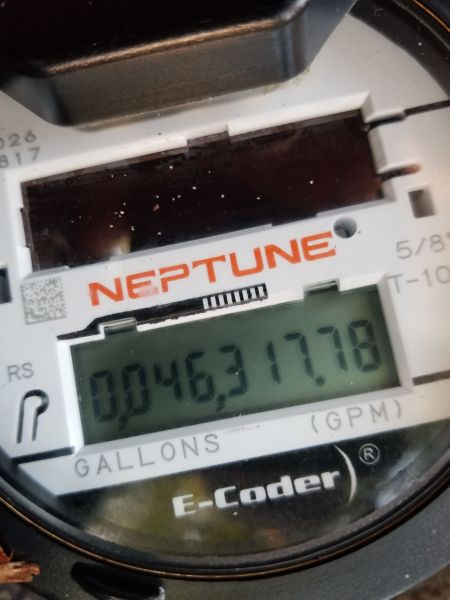 026
817
NEPTUNE
5/8"
T-10
RS
R
0,046,317.78
GALLONS (GPM)
E-Coder)®